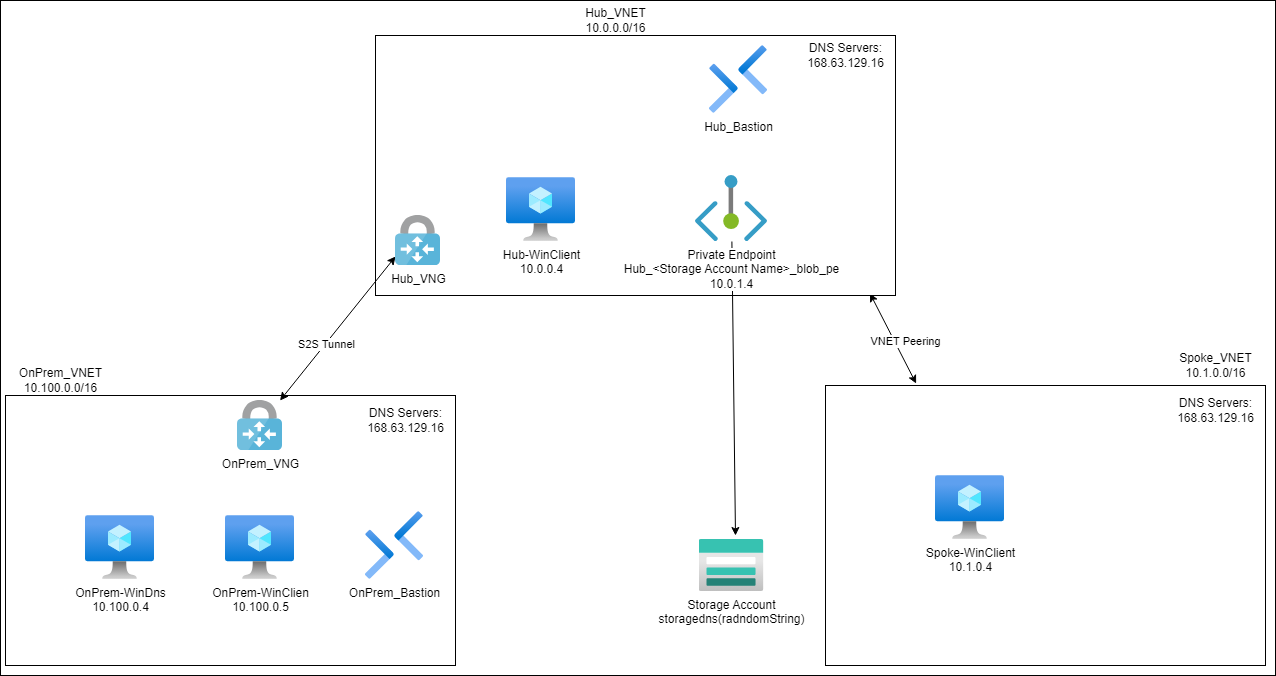 Hub_VNET
10.0.0.0/16
DNS Servers:
168.63.129.16
Hub_Bastion
Hub_VNG
Hub-WinClient
10.0.0.4
Private Endpoint
Hub_<Storage Account Name>_blob_pe
10.0.1.4
S2S Tunnel
VNET Peering
OnPrem_VNET
10.100.0.0/16
DNS Servers:
168.63.129.16
OnPrem_VNG
OnPrem-WinDns
10.100.0.4
OnPrem-WinClien
10.100.0.5
OnPrem_Bastion
Storage Account
storagedns(radndomString)
Spoke_VNET
10.1.0.0/16
DNS Servers:
168.63.129.16
Spoke-WinClient
10.1.0.4